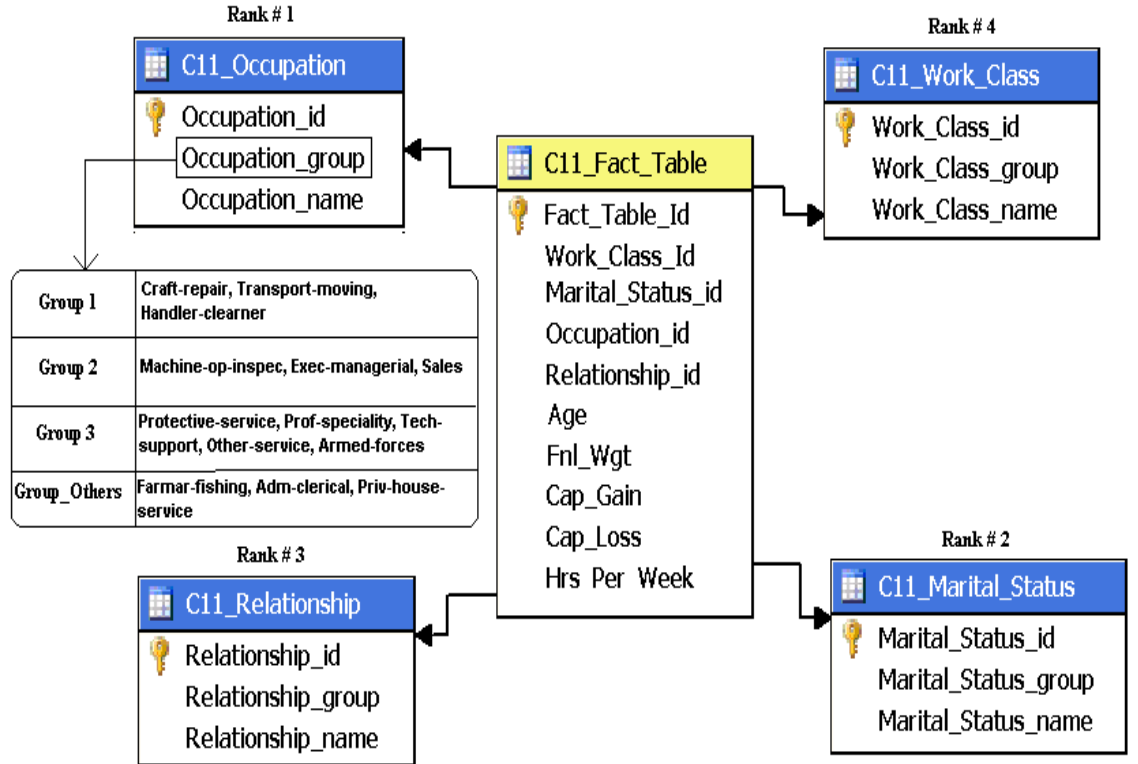 Rank # 1
C11_Occupation
Occupation_id
Occupation_group
Occupation_name
Rank # 4
C11_Work_Class
Work_Class_id
Work_Class_group
Work_Class_name
C11_Fact_Table
Fact_Table_Id
Work_Class_Id
Marital_Status_id
Occupation_id
Relationship_id
Age
Fnl_Wgt
Cap_Gain
Cap_Loss
Hrs Per Week
Group 1
Craft-repair, Transport-moving,
Handler-clearner
Group 2
Machine-op-inspec, Exec-managerial, Sales
Group 3
Protective-service, Prof-speciality, Tech-
support, Other-service, Armed-forces
Group_Others
Farmar-fishing, Adm-clerical, Priv-house-
service
Rank # 3
C11_Relationship
Relationship_id
Relationship_group
Relationship_name
Rank # 2
C11_Marital_Status
Marital_Status_id
Marital_Status_group
Marital_Status_name